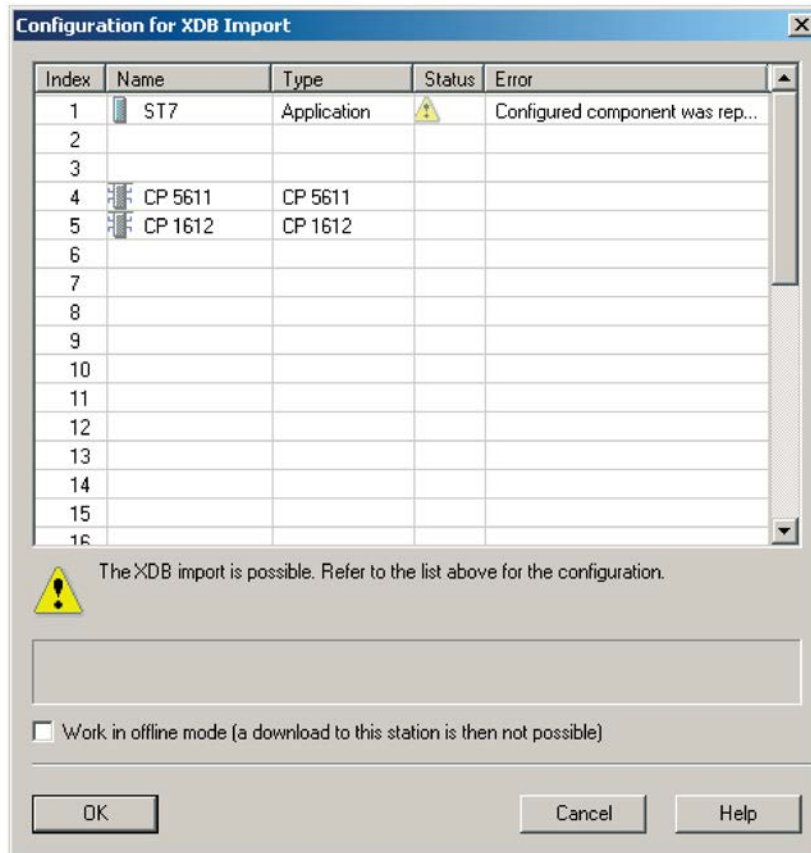 Configuration for XDB Import
Index Name Type Status Error
1 ST7 Application Configured component was rep...
2
3
4 CP 5611 CP 5611
5 CP 1612 CP 1612
6
7
8
9
10
11
12
13
14
15
16
The XDB import is possible. Refer to the list above for the configuration.
Work in offline mode (a download to this station is then not possible)
OK Cancel Help